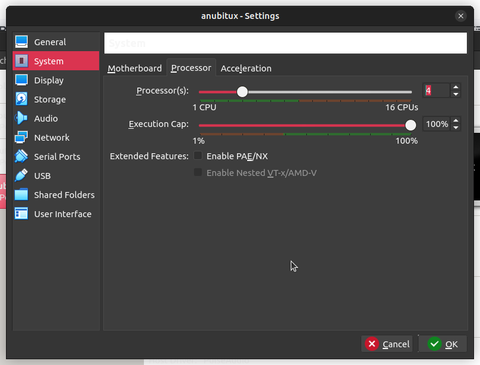 anubitux - Settings
General
System
Display
Storage
Audio
Network
Serial Ports
USB
Shared Folders
User Interface
System
Motherboard Processor Acceleration
Processor(s): 4
1 CPU 16 CPUs
Execution Cap: 100%
1% 100%
Extended Features: Enable PAE/NX
Enable Nested VT-x/AMD-V
Cancel OK